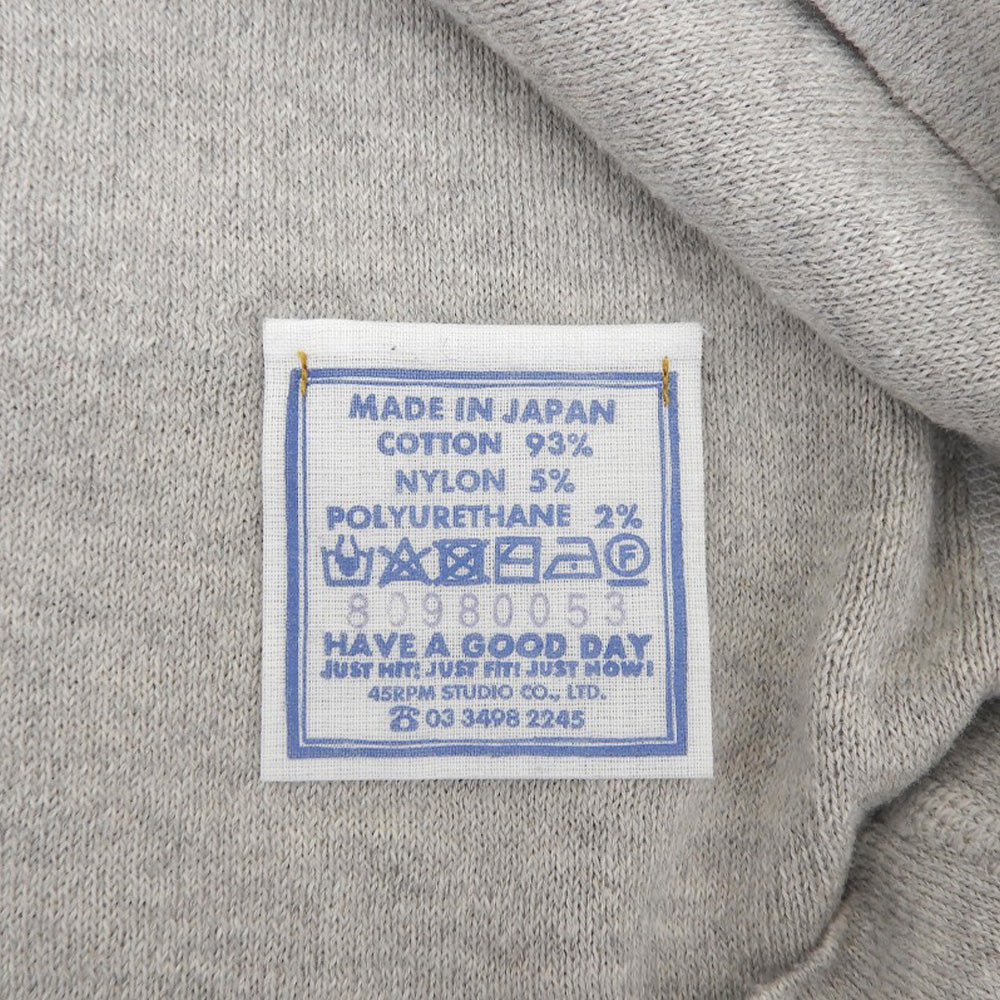 MADE IN JAPAN
COTTON 93%
NYLON 5%
POLYURETHANE 2%
F
80980053
HAVE A GOOD DAY
JUST HIT! JUST FIT! JUST NOW!
45RPM STUDIO CO., LTD.
☎ 03 3498 2245